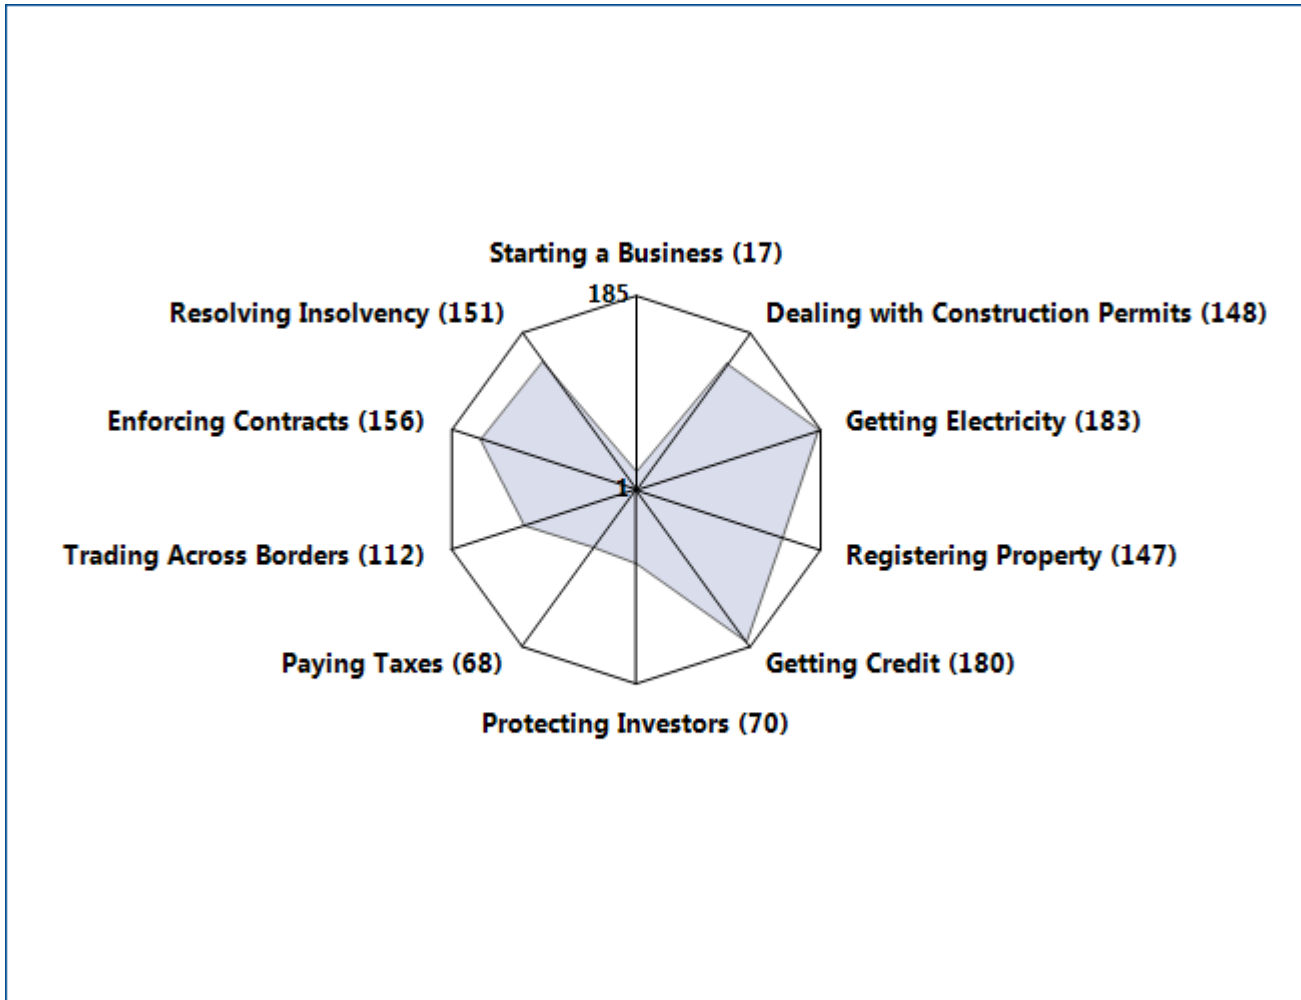 Starting a Business (17)
185
Resolving Insolvency (151)
Dealing with Construction Permits (148)
Enforcing Contracts (156)
Getting Electricity (183)
1
Trading Across Borders (112)
Registering Property (147)
Paying Taxes (68)
Getting Credit (180)
Protecting Investors (70)